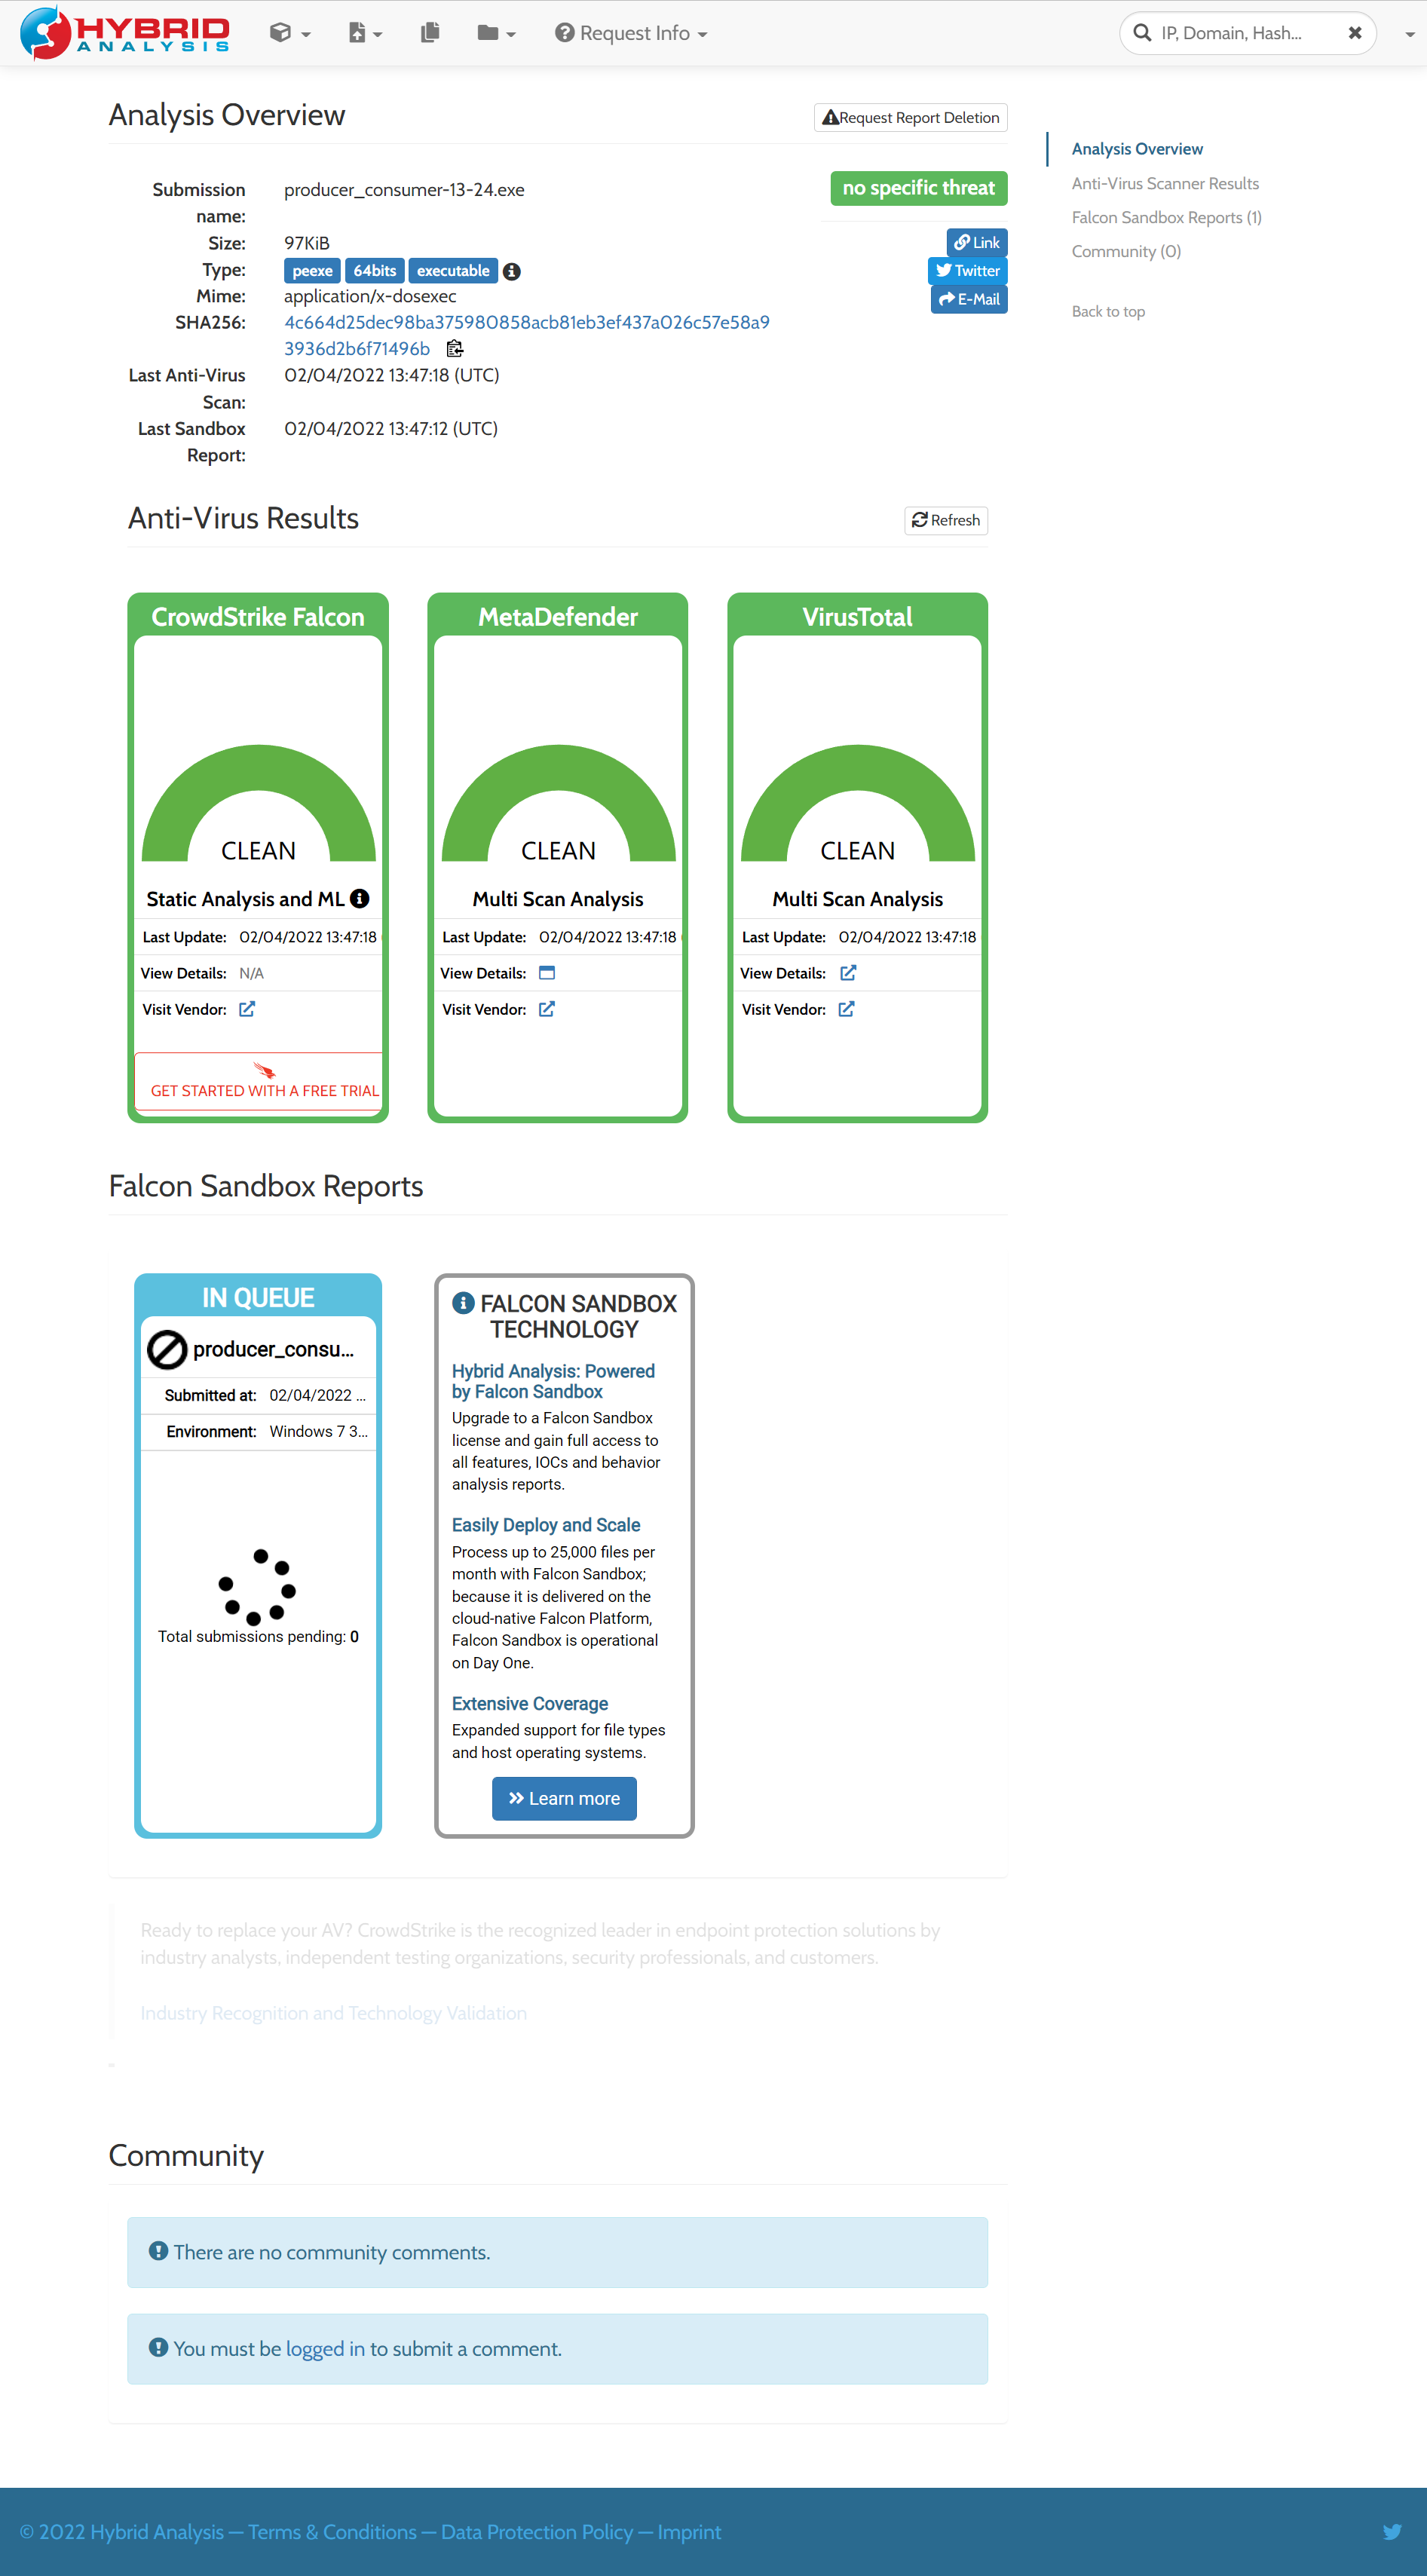 HYBRID
ANALYSIS
Request Info
IP, Domain, Hash...
Analysis Overview
Request Report Deletion
Submission name:
producer_consumer-13-24.exe
no specific threat
Size:
97KiB
Link
Type:
peexe 64bits executable
Twitter
Mime:
application/x-dosexec
E-Mail
SHA256:
4c664d25dec98ba375980858acb81eb3ef437a026c57e58a9
3936d2b6f71496b
Last Anti-Virus Scan:
02/04/2022 13:47:18 (UTC)
Last Sandbox Report:
02/04/2022 13:47:12 (UTC)
Analysis Overview
Anti-Virus Scanner Results
Falcon Sandbox Reports (1)
Community (0)
Back to top
Anti-Virus Results
Refresh
CrowdStrike Falcon
CLEAN
Static Analysis and ML
Last Update: 02/04/2022 13:47:18
View Details: N/A
Visit Vendor:
GET STARTED WITH A FREE TRIAL
MetaDefender
CLEAN
Multi Scan Analysis
Last Update: 02/04/2022 13:47:18
View Details:
Visit Vendor:
VirusTotal
CLEAN
Multi Scan Analysis
Last Update: 02/04/2022 13:47:18
View Details:
Visit Vendor:
Falcon Sandbox Reports
IN QUEUE
producer_consu...
Submitted at: 02/04/2022 ...
Environment: Windows 7 3...
Total submissions pending: 0
FALCON SANDBOX
TECHNOLOGY
Hybrid Analysis: Powered
by Falcon Sandbox
Upgrade to a Falcon Sandbox
license and gain full access to
all features, IOCs and behavior
analysis reports.
Easily Deploy and Scale
Process up to 25,000 files per
month with Falcon Sandbox;
because it is delivered on the
cloud-native Falcon Platform,
Falcon Sandbox is operational
on Day One.
Extensive Coverage
Expanded support for file types
and host operating systems.
Learn more
Ready to replace your AV? CrowdStrike is the recognized leader in endpoint protection solutions by
industry analysts, independent testing organizations, security professionals, and customers.
Industry Recognition and Technology Validation
Community
There are no community comments.
You must be logged in to submit a comment.
© 2022 Hybrid Analysis — Terms & Conditions — Data Protection Policy — Imprint